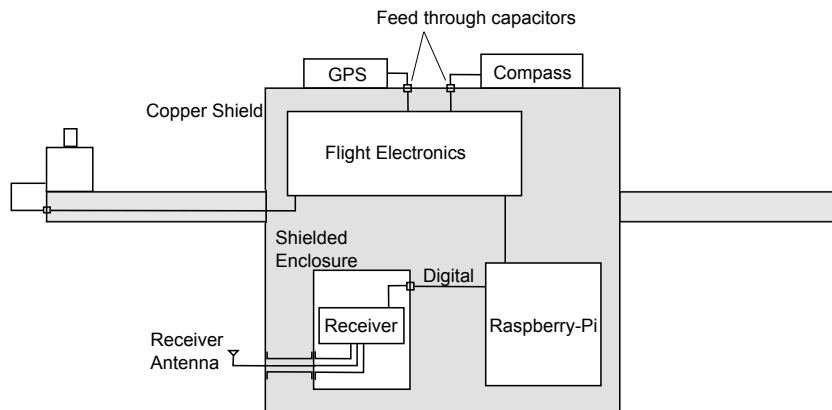 Feed through capacitors
GPS
Compass
Copper Shield
Flight Electronics
Shielded
Enclosure
Digital
Receiver
Raspberry-Pi
Receiver
Antenna